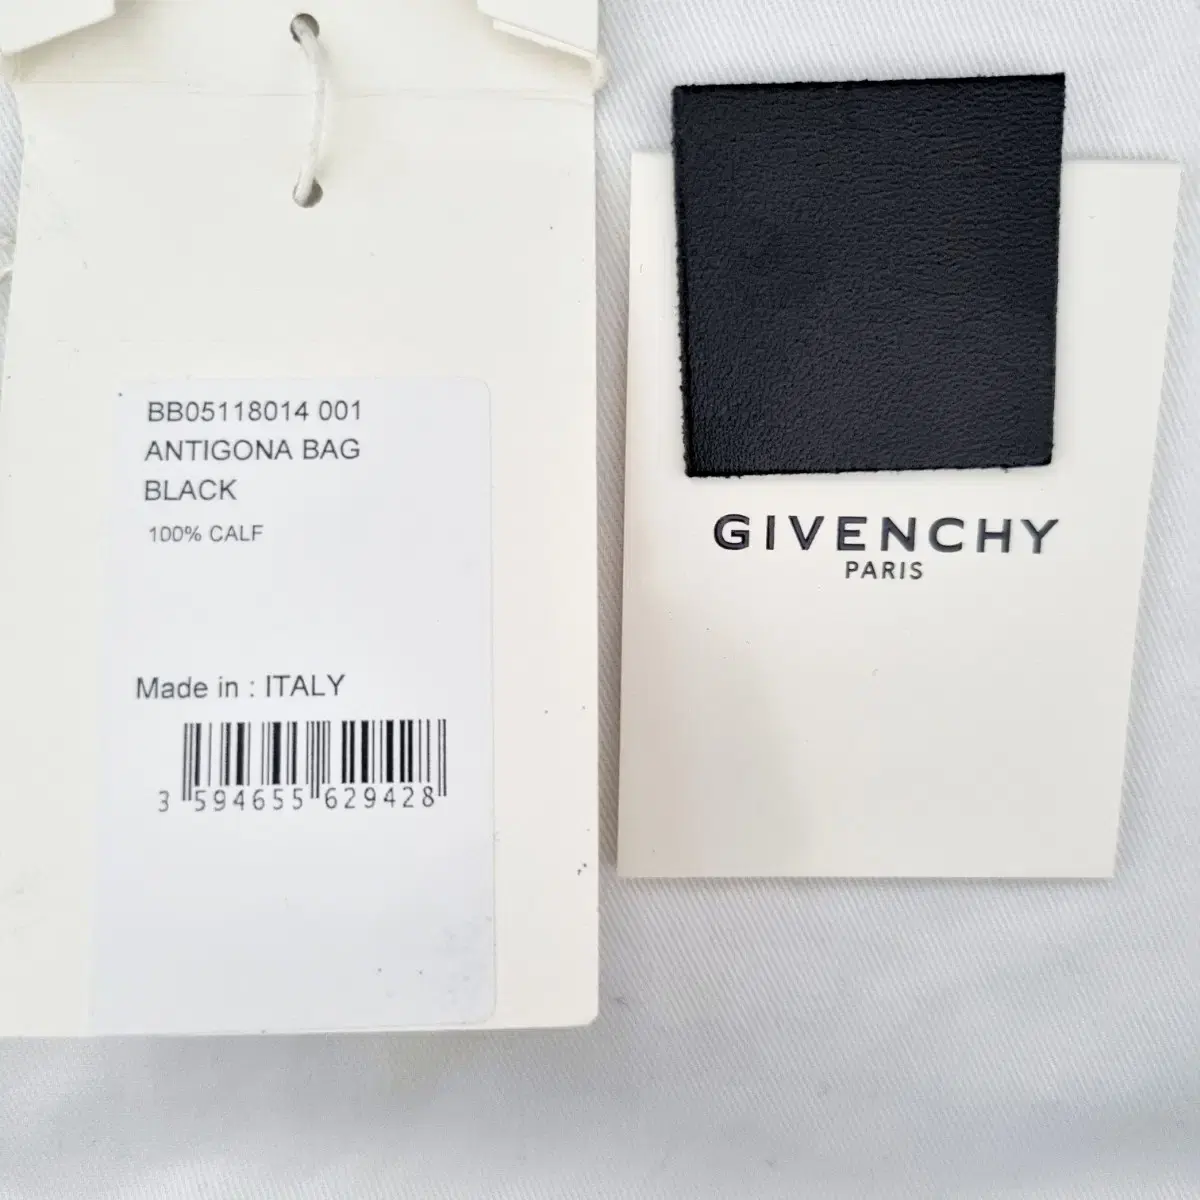 BB05118014 001
ANTIGONA BAG
BLACK
100% CALF
Made in : ITALY
3 594655 629428
GIVENCHY
PARIS